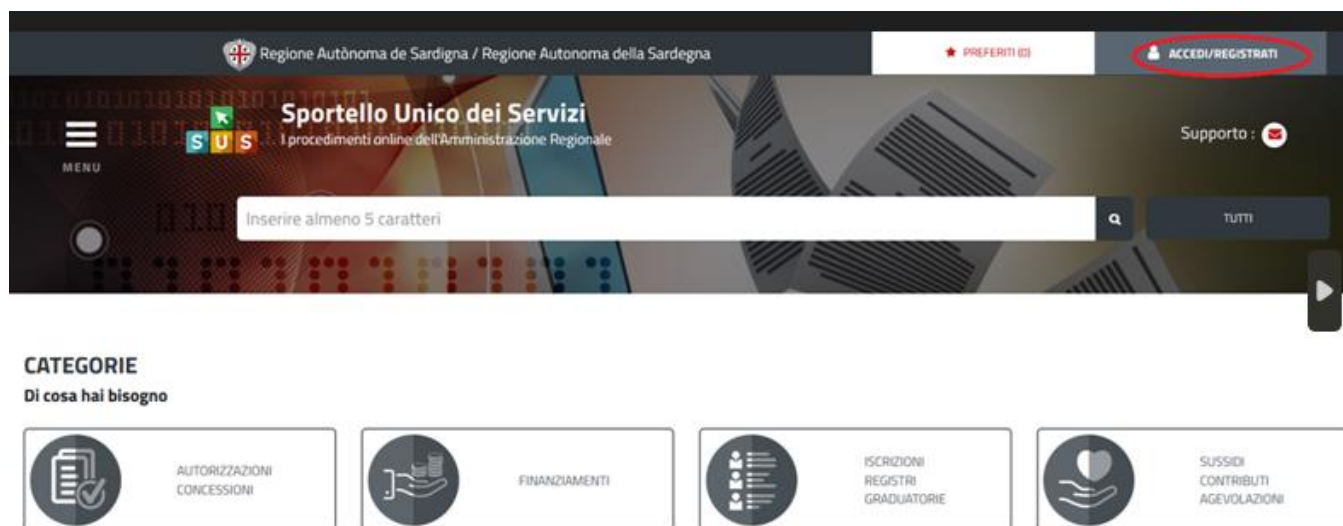 Regione Autònoma de Sardigna / Regione Autonoma della Sardegna
PREFERITI (0)
ACCEDI/REGISTRATI
MENU
SUS
Sportello Unico dei Servizi
I procedimenti online dell'Amministrazione Regionale
Supporto :
Inserire almeno 5 caratteri
TUTTI
CATEGORIE
Di cosa hai bisogno
AUTORIZZAZIONI
CONCESSIONI
FINANZIAMENTI
ISCRIZIONI
REGISTRI
GRADUATORIE
SUSSIDI
CONTRIBUTI
AGEVOLAZIONI